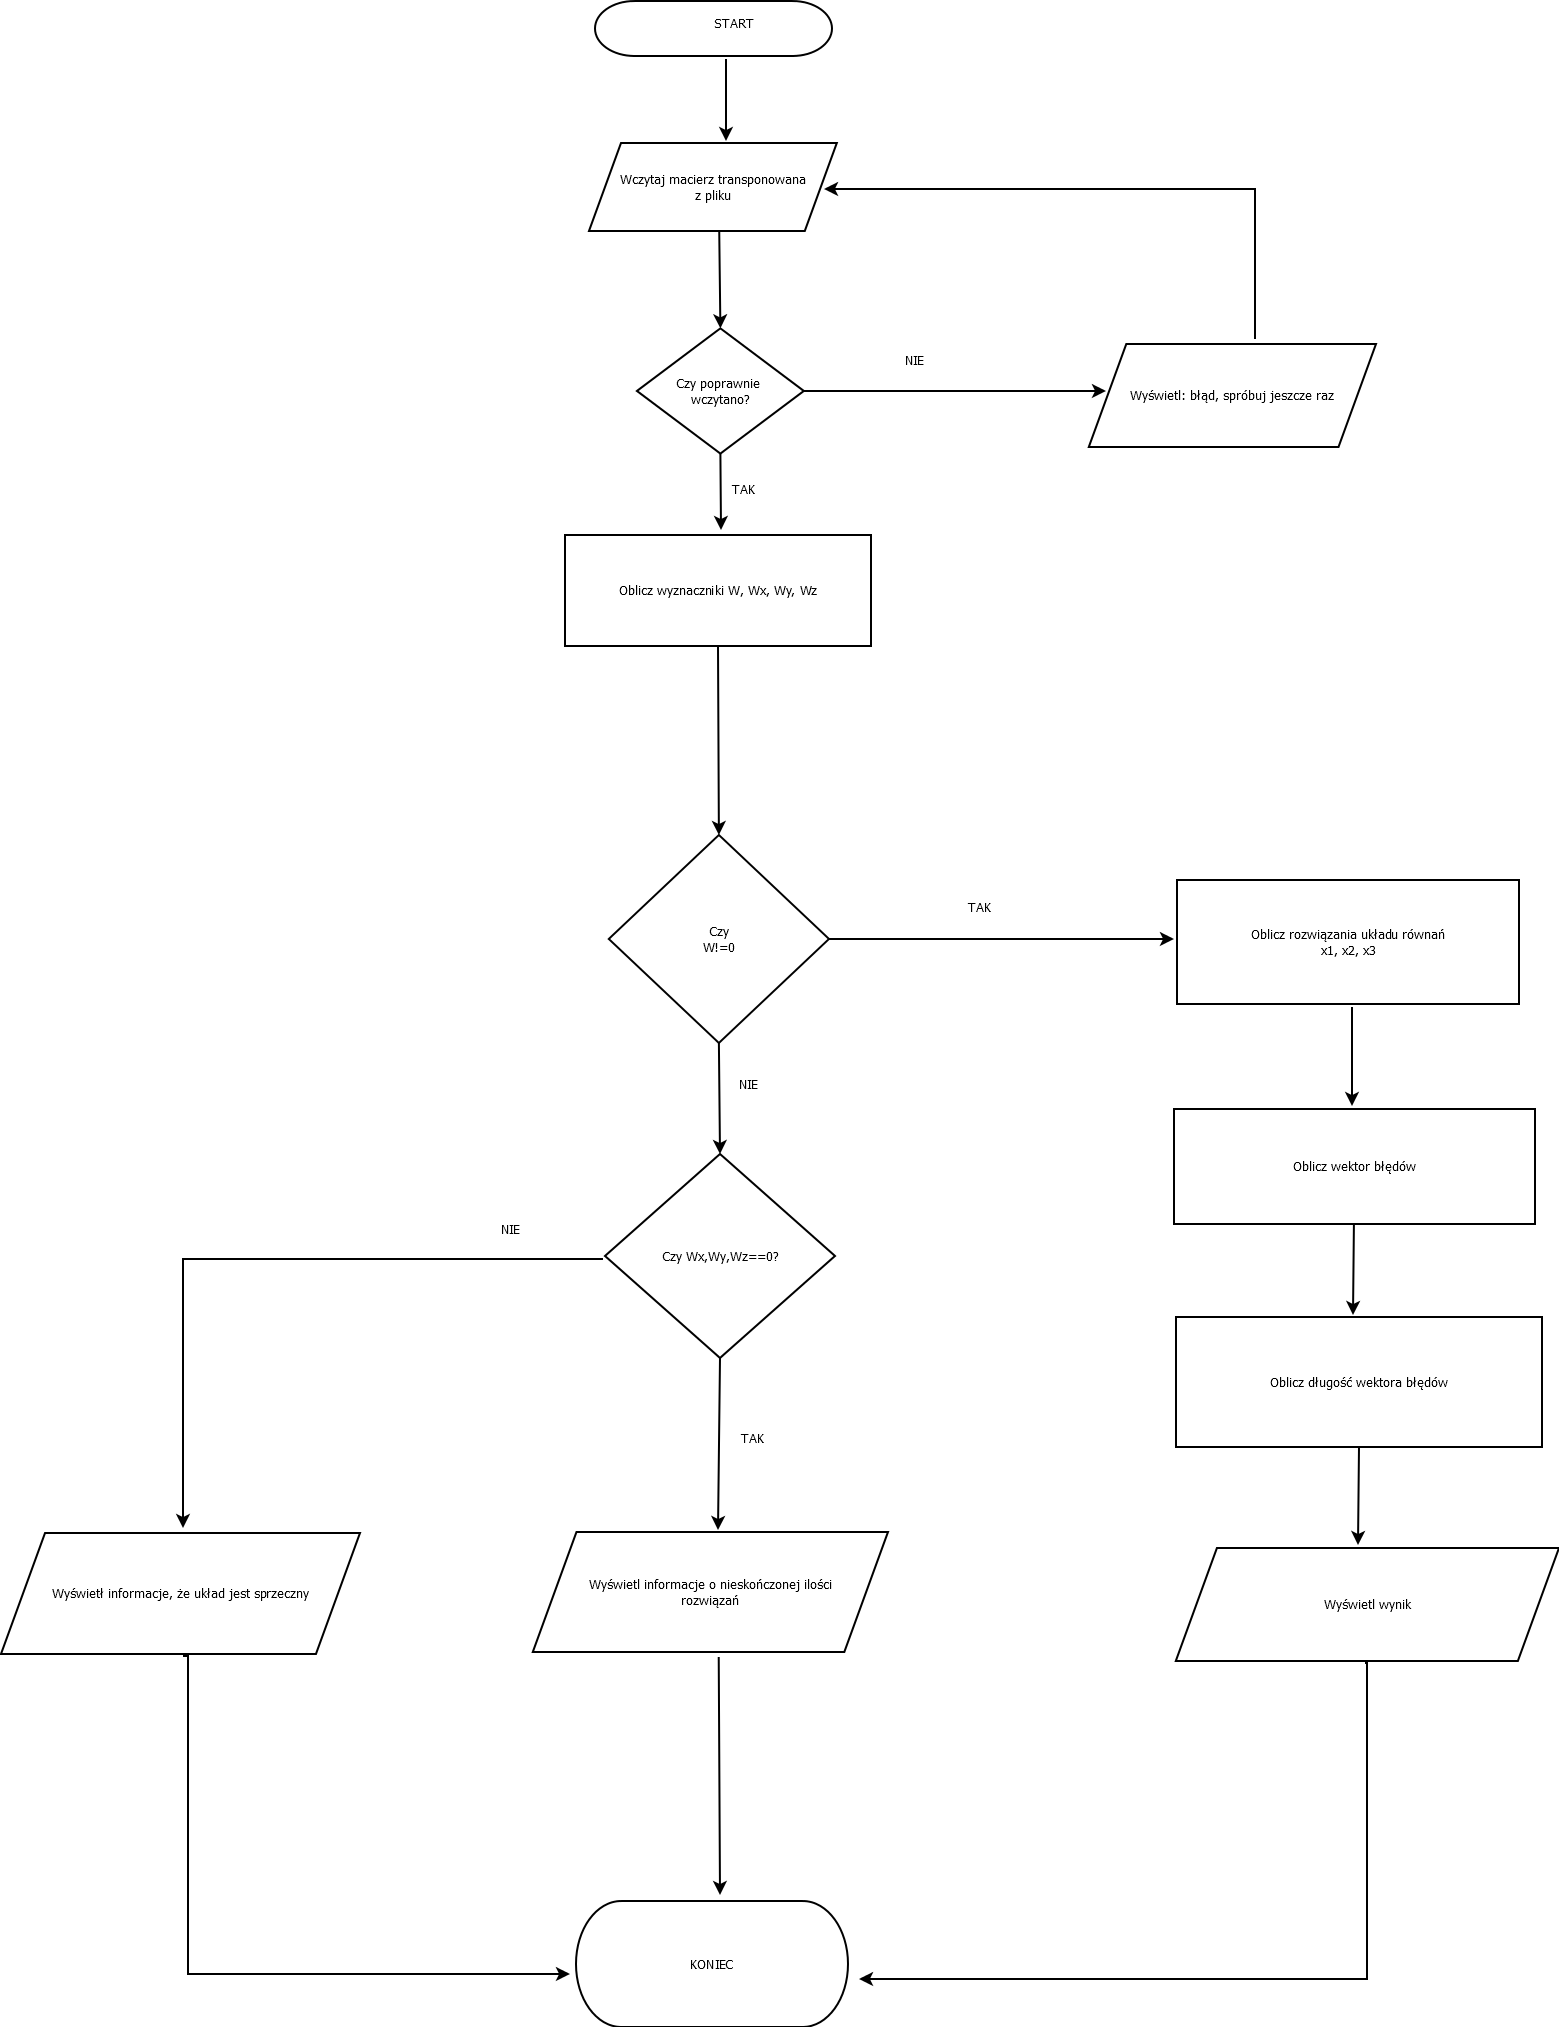 START
Wczytaj macierz transponowana
z pliku
Czy poprawnie
wczytano?
NIE
Wyświetl: błąd, spróbuj jeszcze raz
TAK
Oblicz wyznaczniki W, Wx, Wy, Wz
Czy
W!=0
TAK
Oblicz rozwiązania układu równań
x1, x2, x3
NIE
Oblicz wektor błędów
NIE
Czy Wx,Wy,Wz==0?
Oblicz długość wektora błędów
TAK
Wyświetł informacje, że układ jest sprzeczny
Wyświetl informacje o nieskończonej ilości
rozwiązań
Wyświetl wynik
KONIEC